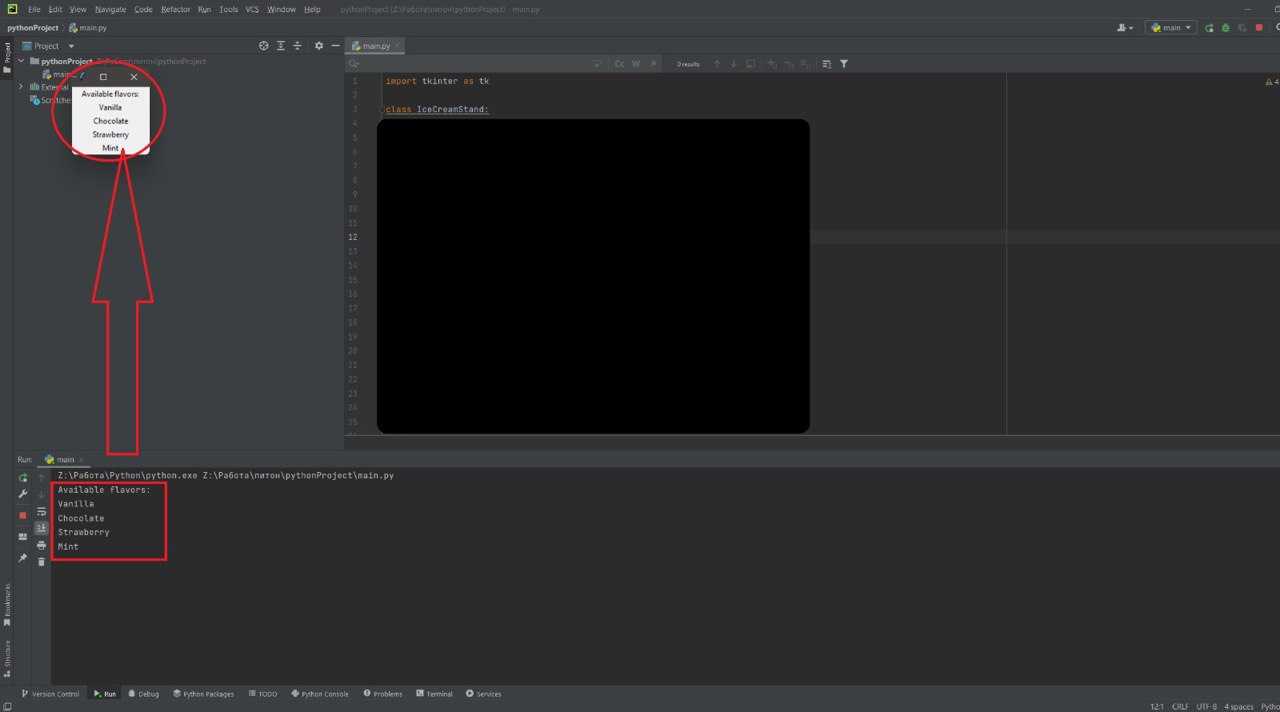 File Edit View Navigate Code Refactor Run Tools VCS Window Help pythonProject [Z:\Работа\питон\pythonProject] - main.py
pythonProject main.py
main
Project
main.py
pythonProject Z:\Работа\питон\pythonProject
main
External
Scratche
Available flavors:
Vanilla
Chocolate
Strawberry
Mint
Cc W .* 0 results
1 import tkinter as tk
2
3 class IceCreamStand:
4
5
6
7
8
9
10
11
12
13
14
15
16
17
18
19
20
21
22
23
24
25
4
Run: main
Z:\Работа\Python\python.exe Z:\Работа\питон\pythonProject\main.py
Available flavors:
Vanilla
Chocolate
Strawberry
Mint
Project
Bookmarks
Structure
Version Control Run Debug Python Packages TODO Python Console Problems Terminal Services
12:1 CRLF UTF-8 4 spaces Pytho